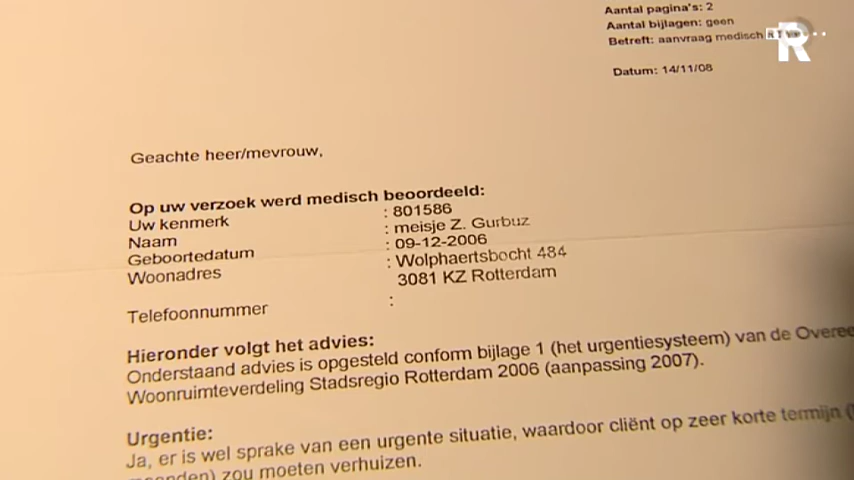 Aantal pagina's: 2
Aantal bijlagen: geen
Betreft: aanvraag medisch
R
Datum: 14/11/08
Geachte heer/mevrouw,
Op uw verzoek werd medisch beoordeeld:
Uw kenmerk : 801586
Naam : meisje Z. Gurbuz
Geboortedatum : 09-12-2006
Woonadres : Wolphaertsbocht 484
3081 KZ Rotterdam
Telefoonnummer :
Hieronder volgt het advies:
Onderstaand advies is opgesteld conform bijlage 1 (het urgentiesysteem) van de
Woonruimteverdeling Stadsregio Rotterdam 2006 (aanpassing 2007).
Urgentie:
Ja, er is wel sprake van een urgente situatie, waardoor cliënt op zeer korte termijn
zou moeten verhuizen.